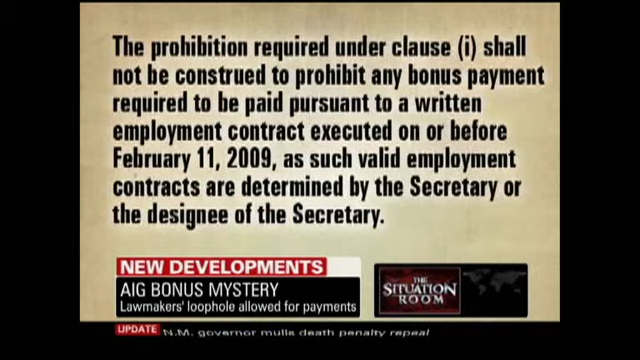 The prohibition required under clause (i) shall
not be construed to prohibit any bonus payment
required to be paid pursuant to a written
employment contract executed on or before
February 11, 2009, as such valid employment
contracts are determined by the Secretary or
the designee of the Secretary.
NEW DEVELOPMENTS
AIG BONUS MYSTERY
Lawmakers' loophole allowed for payments
THE
SITUATION
ROOM
UPDATE N.M. governor mulls death penalty repeal